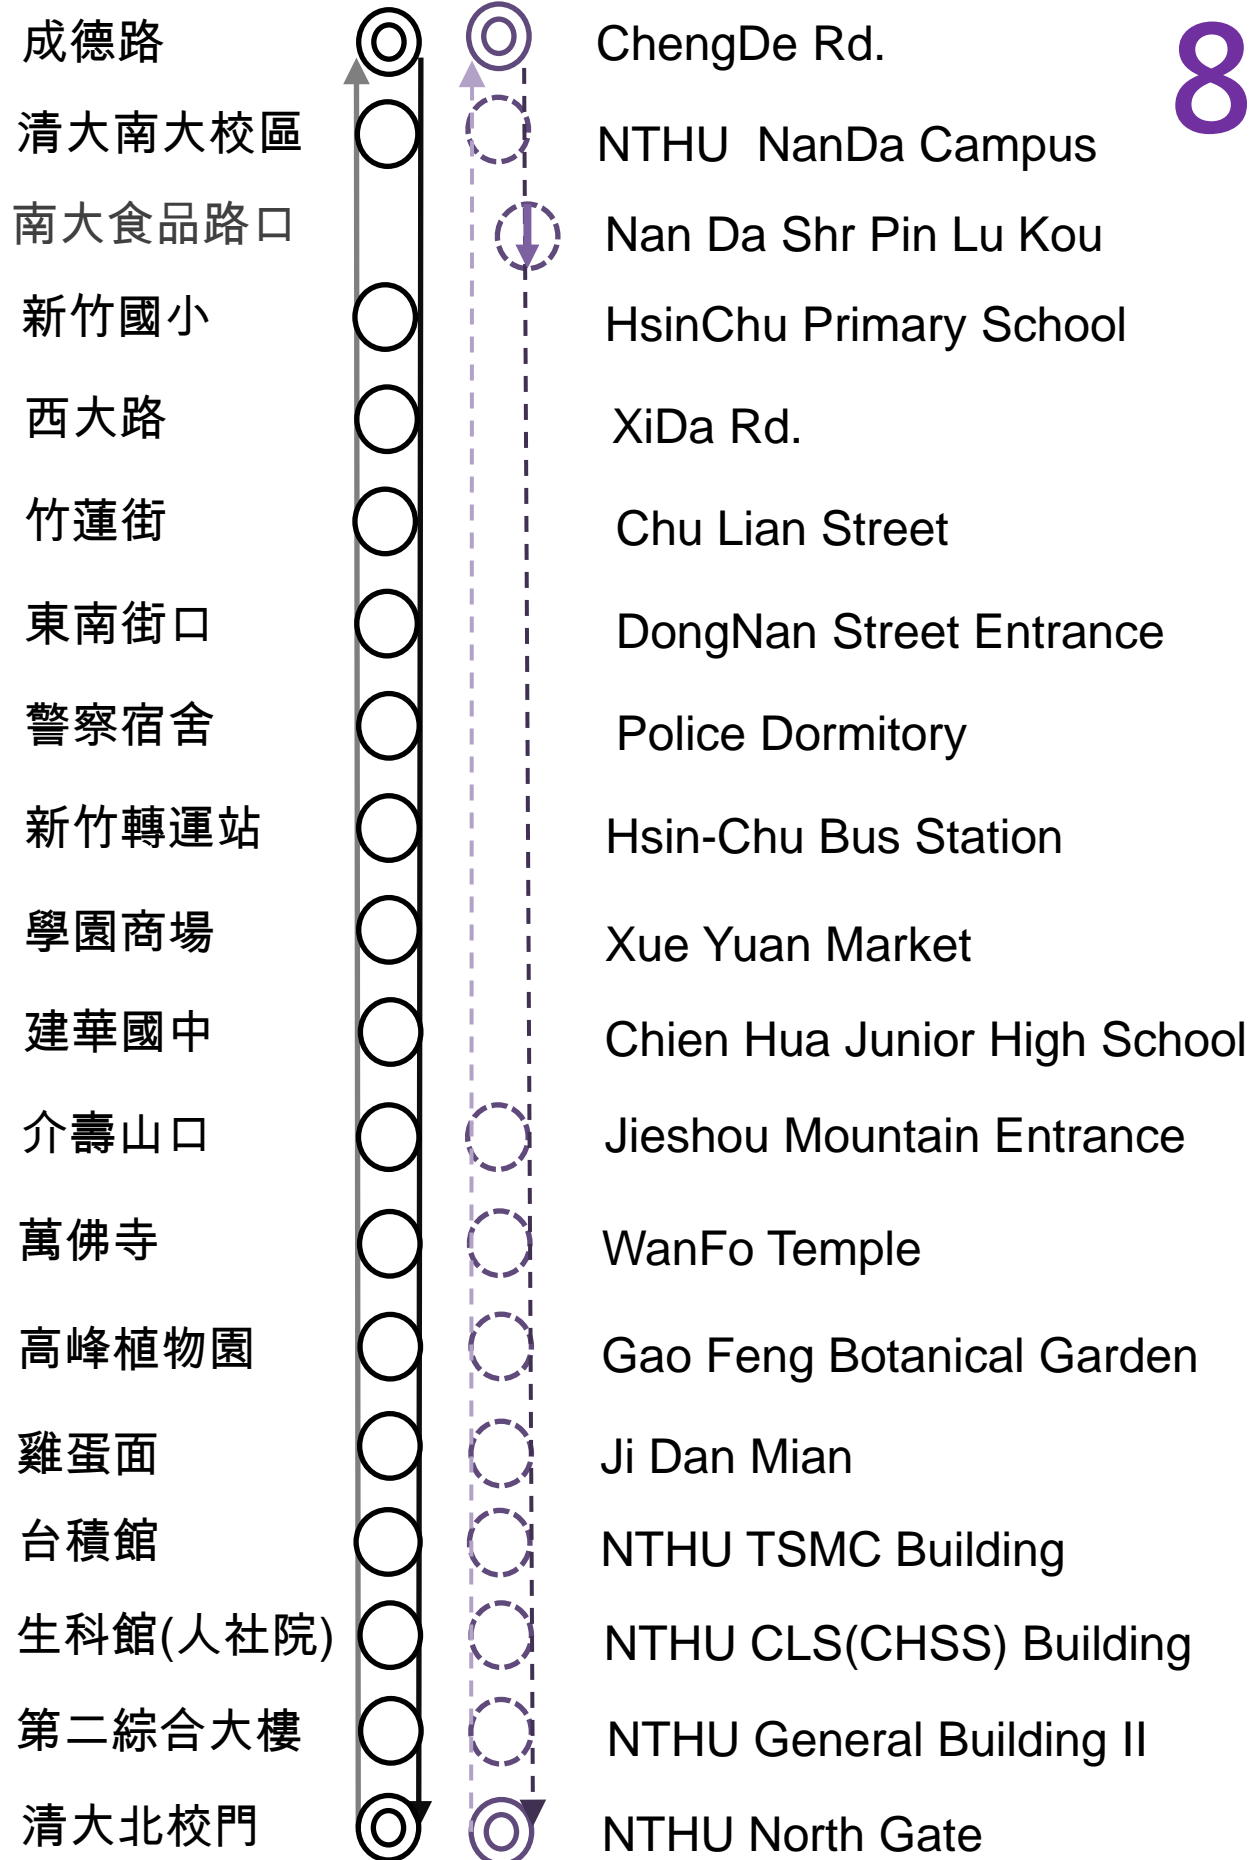 8
成德路 ChengDe Rd.
清大南大校區 NTHU NanDa Campus
南大食品路口 Nan Da Shr Pin Lu Kou
新竹國小 HsinChu Primary School
西大路 XiDa Rd.
竹蓮街 Chu Lian Street
東南街口 DongNan Street Entrance
警察宿舍 Police Dormitory
新竹轉運站 Hsin-Chu Bus Station
學園商場 Xue Yuan Market
建華國中 Chien Hua Junior High School
介壽山口 Jieshou Mountain Entrance
萬佛寺 WanFo Temple
高峰植物園 Gao Feng Botanical Garden
雞蛋面 Ji Dan Mian
台積館 NTHU TSMC Building
生科館(人社院) NTHU CLS(CHSS) Building
第二綜合大樓 NTHU General Building II
清大北校門 NTHU North Gate